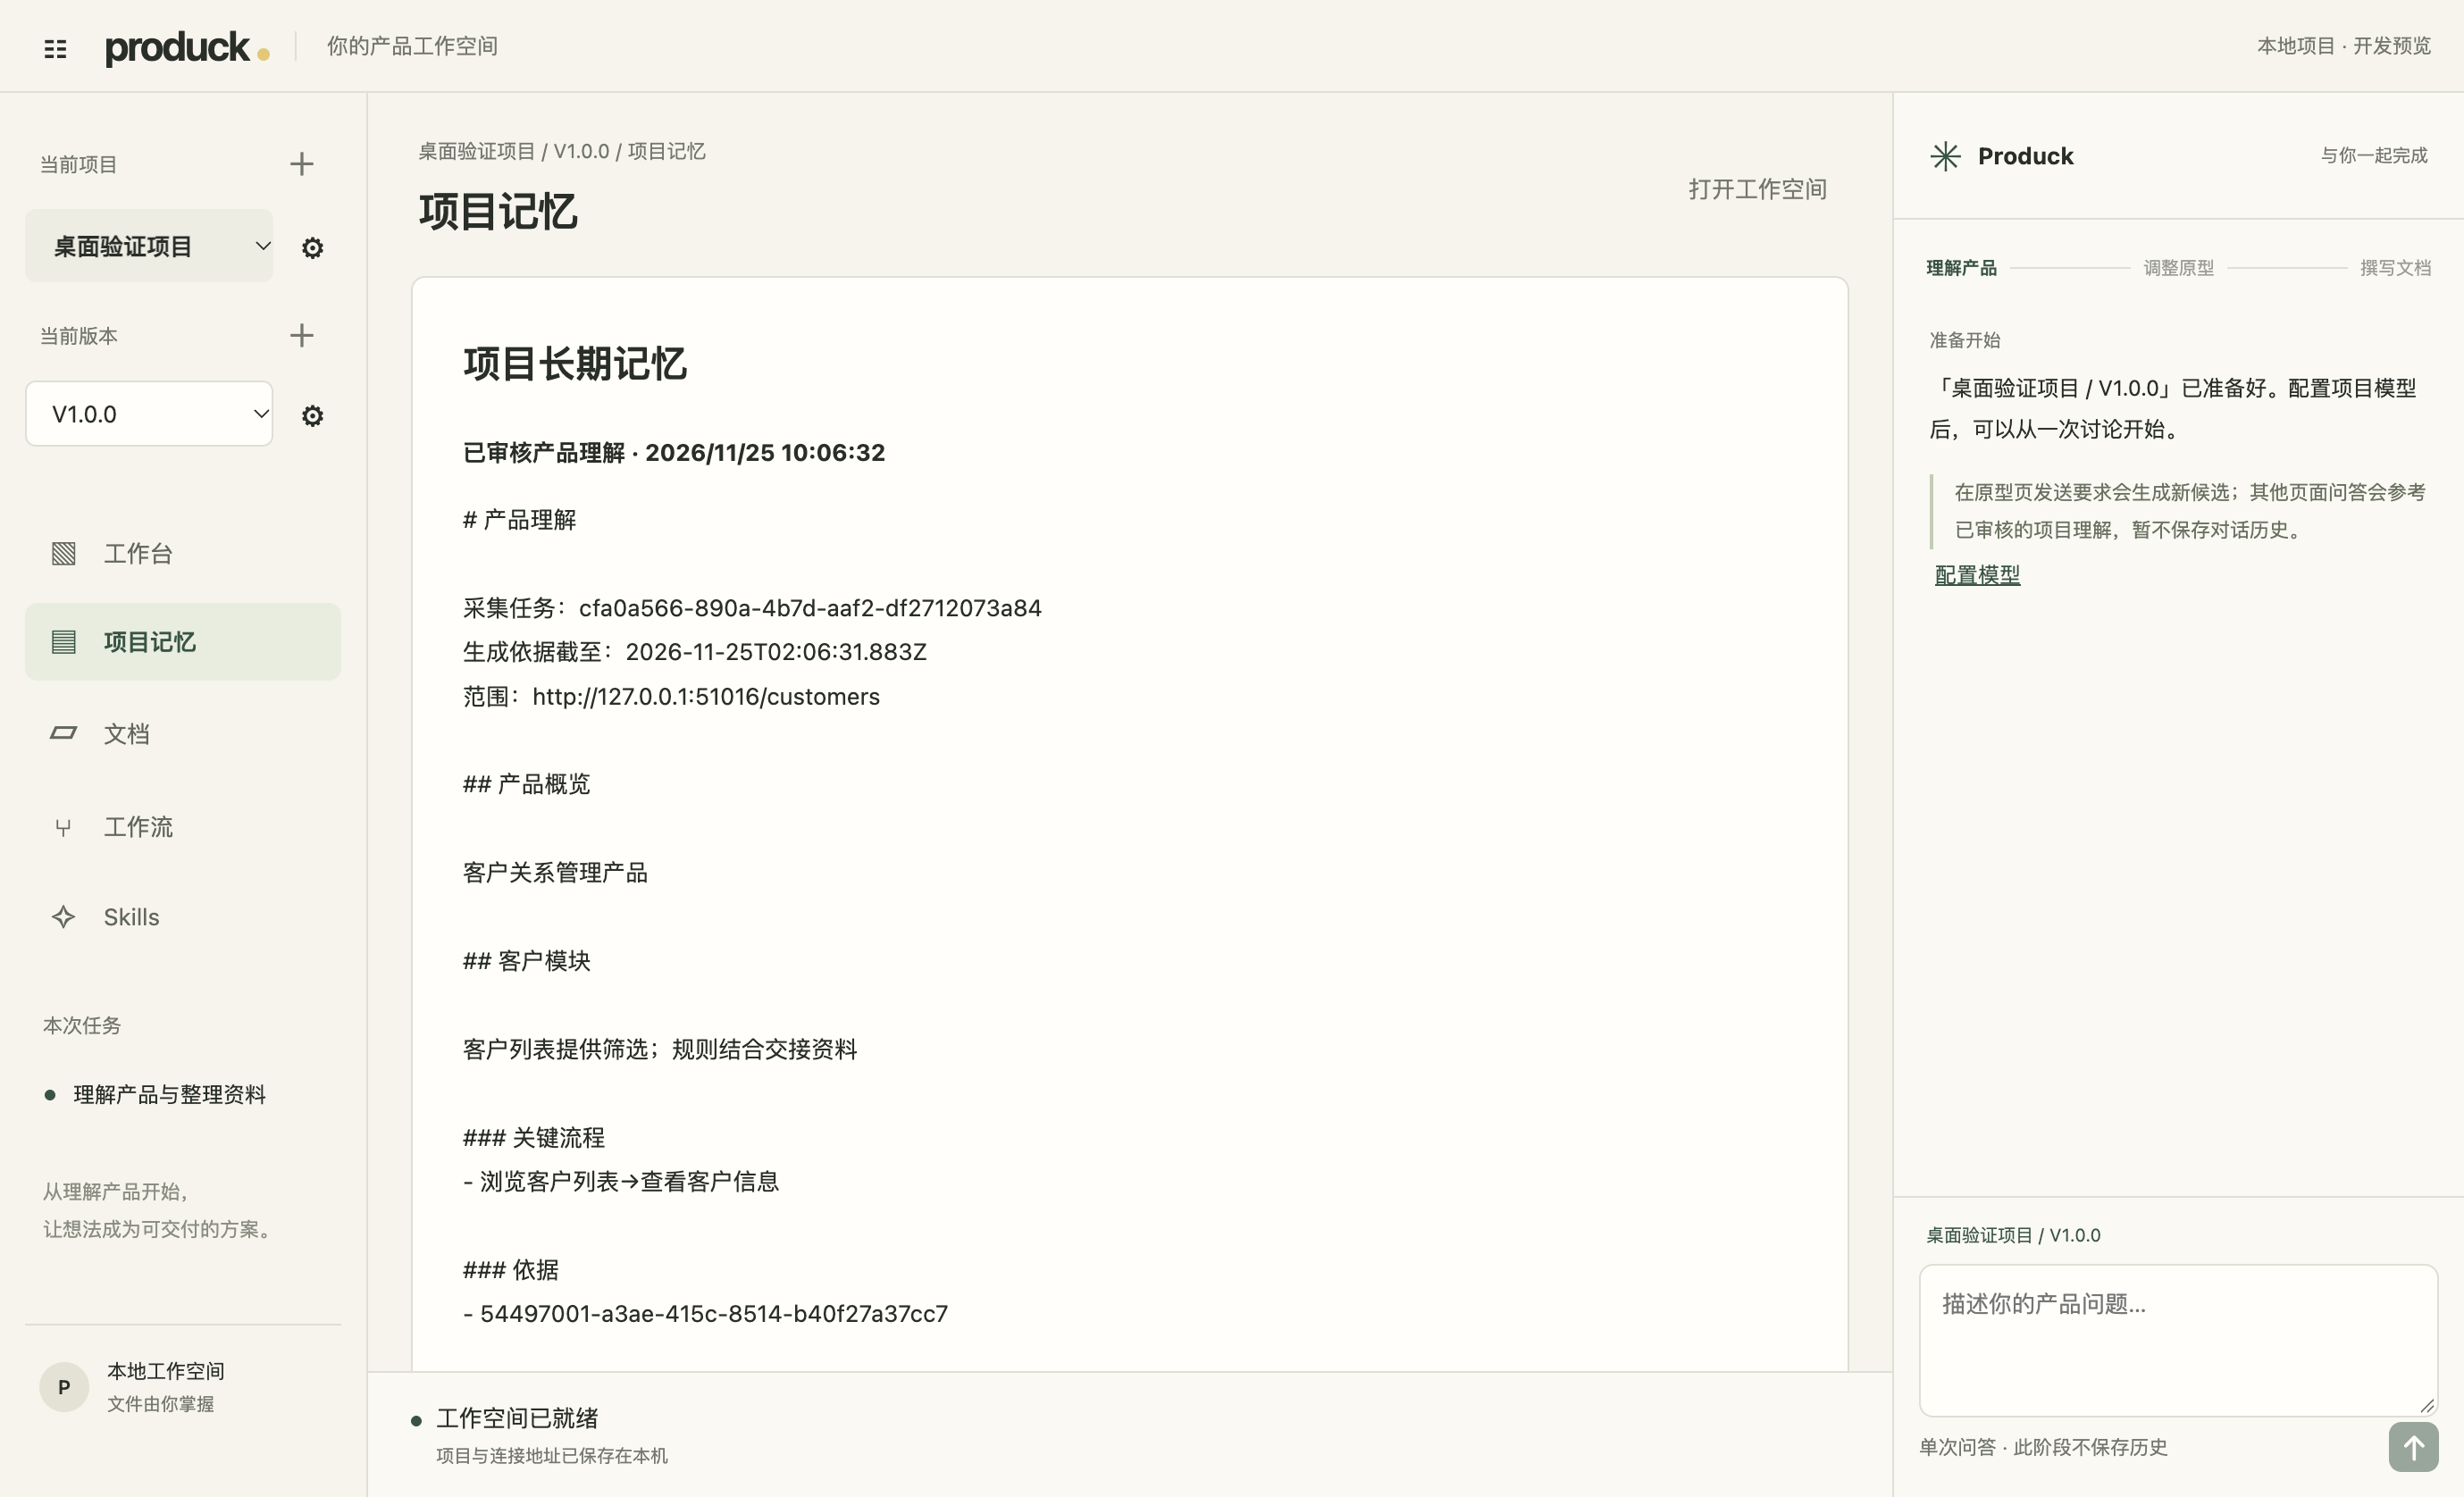 produck
你的产品工作空间
本地项目 · 开发预览
当前项目
桌面验证项目
当前版本
V1.0.0
工作台
项目记忆
文档
工作流
Skills
本次任务
理解产品与整理资料
从理解产品开始，
让想法成为可交付的方案。
P
本地工作空间
文件由你掌握
桌面验证项目 / V1.0.0 / 项目记忆
项目记忆
打开工作空间
项目长期记忆
已审核产品理解 · 2026/11/25 10:06:32
# 产品理解
采集任务：cfa0a566-890a-4b7d-aaf2-df2712073a84
生成依据截至：2026-11-25T02:06:31.883Z
范围：http://127.0.0.1:51016/customers
## 产品概览
客户关系管理产品
## 客户模块
客户列表提供筛选；规则结合交接资料
### 关键流程
- 浏览客户列表→查看客户信息
### 依据
- 54497001-a3ae-415c-8514-b40f27a37cc7
工作空间已就绪
项目与连接地址已保存在本机
Produck
与你一起完成
理解产品
调整原型
撰写文档
准备开始
「桌面验证项目 / V1.0.0」已准备好。配置项目模型
后，可以从一次讨论开始。
在原型页发送要求会生成新候选；其他页面问答会参考
已审核的项目理解，暂不保存对话历史。
配置模型
桌面验证项目 / V1.0.0
描述你的产品问题...
单次问答 · 此阶段不保存历史